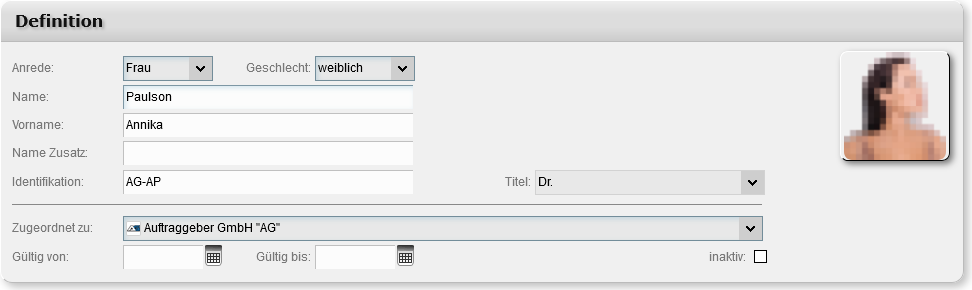 Definition
Anrede: Frau Geschlecht: weiblich
Name: Paulson
Vorname: Annika
Name Zusatz:
Identifikation: AG-AP Titel: Dr.
Zugeordnet zu: Auftraggeber GmbH "AG"
Gültig von: Gültig bis: inaktiv: